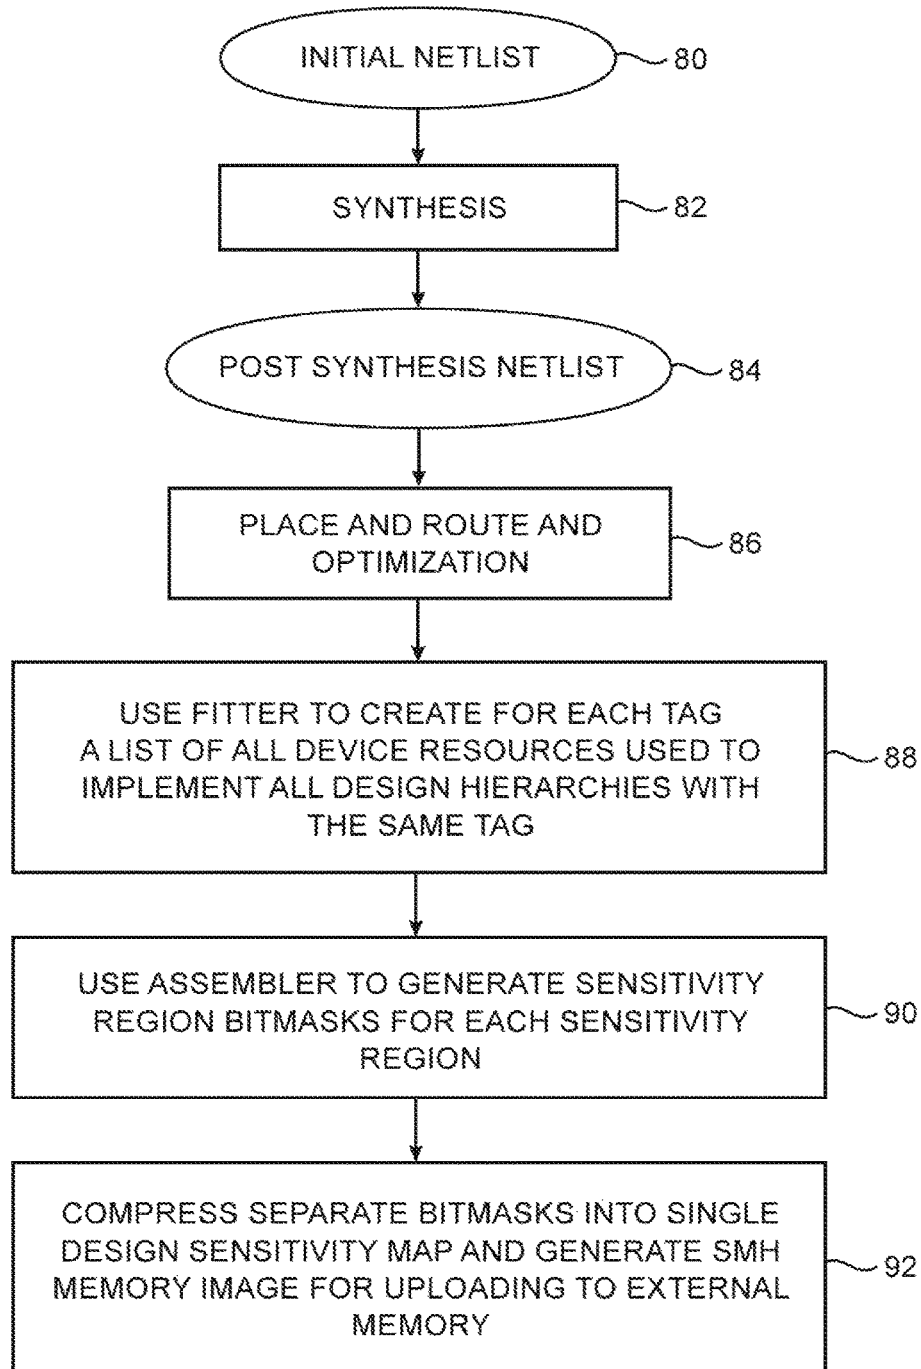 INITIAL NETLIST
80
SYNTHESIS
82
POST SYNTHESIS NETLIST
84
PLACE AND ROUTE AND
OPTIMIZATION
86
USE FITTER TO CREATE FOR EACH TAG
A LIST OF ALL DEVICE RESOURCES USED TO
IMPLEMENT ALL DESIGN HIERARCHIES WITH
THE SAME TAG
88
USE ASSEMBLER TO GENERATE SENSITIVITY
REGION BITMASKS FOR EACH SENSITIVITY
REGION
90
COMPRESS SEPARATE BITMASKS INTO SINGLE
DESIGN SENSITIVITY MAP AND GENERATE SMH
MEMORY IMAGE FOR UPLOADING TO EXTERNAL
MEMORY
92